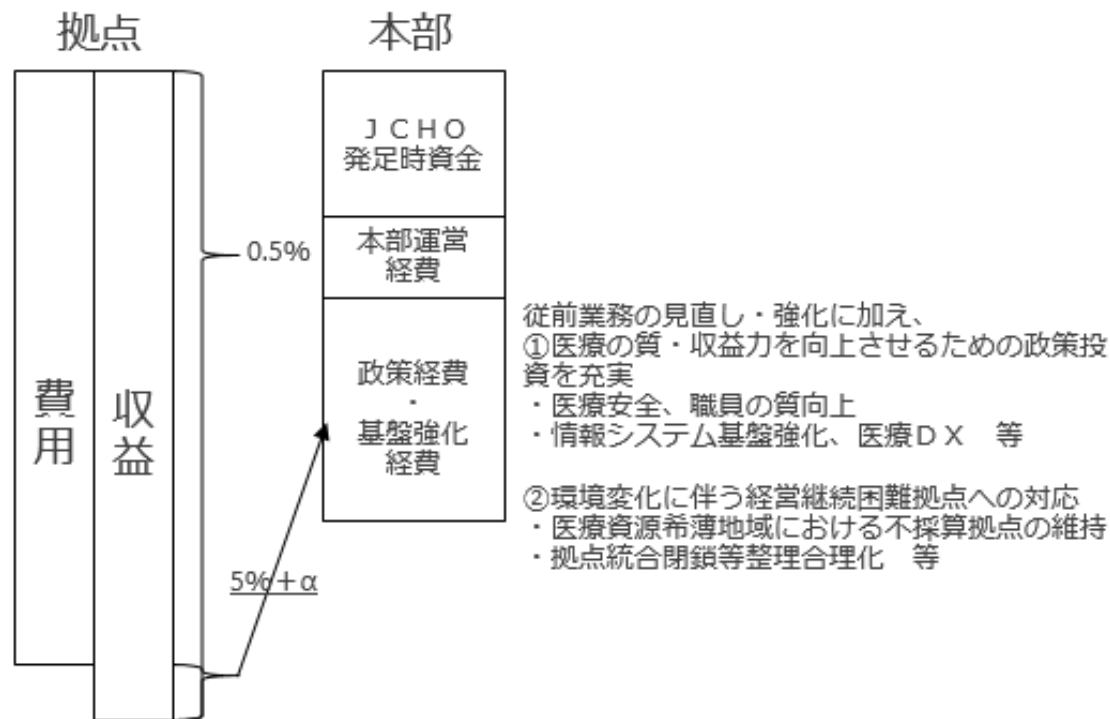 拠点
本部
ＪＣＨＯ
発足時資金
0.5%
本部運営
経費
従前業務の見直し・強化に加え、
①医療の質・収益力を向上させるための政策投
資を充実
・医療安全、職員の質向上
・情報システム基盤強化、医療ＤＸ　等
政策経費
・
基盤強化
経費
費用
収益
②環境変化に伴う経営継続困難拠点への対応
・医療資源希薄地域における不採算拠点の維持
・拠点統合閉鎖等整理合理化　等
5%＋α